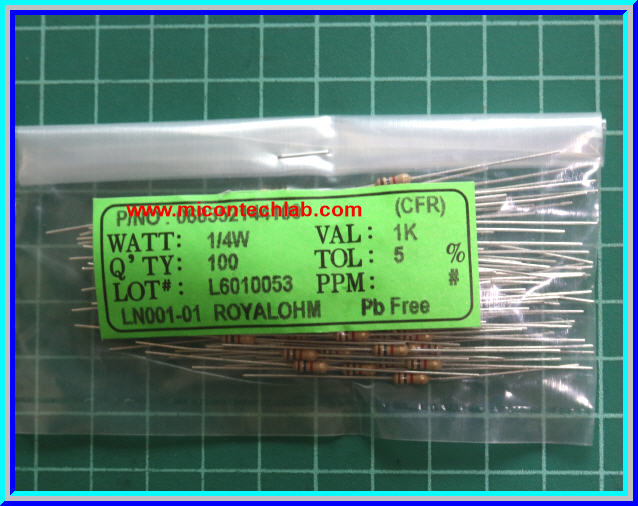 P/NO : (CFR)
www.micontechlab.com
WATT: 1/4W VAL: 1K
Q'TY: 100 TOL: 5 %
LOT#: L6010053 PPM: #
LN001-01 ROYALOHM Pb Free